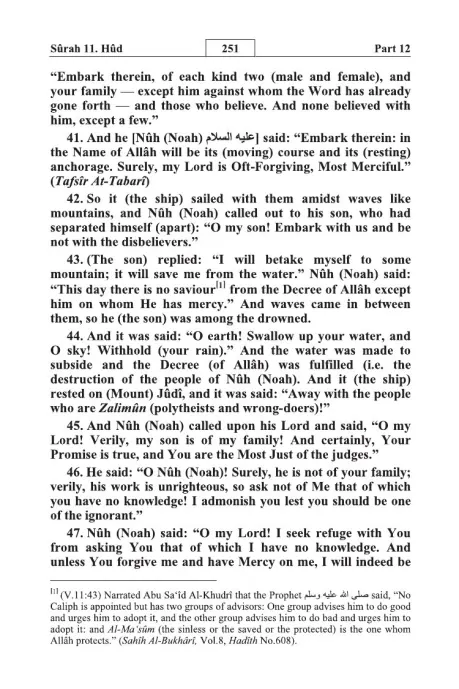 Sûrah 11. Hûd 251 Part 12
“Embark therein, of each kind two (male and female), and
your family — except him against whom the Word has already
gone forth — and those who believe. And none believed with
him, except a few.”
41. And he [Nûh (Noah) عليه السلام] said: “Embark therein: in
the Name of Allâh will be its (moving) course and its (resting)
anchorage. Surely, my Lord is Oft-Forgiving, Most Merciful.”
(Tafsîr At-Tabarî)
42. So it (the ship) sailed with them amidst waves like
mountains, and Nûh (Noah) called out to his son, who had
separated himself (apart): “O my son! Embark with us and be
not with the disbelievers.”
43. (The son) replied: “I will betake myself to some
mountain; it will save me from the water.” Nûh (Noah) said:
“This day there is no saviour[1] from the Decree of Allâh except
him on whom He has mercy.” And waves came in between
them, so he (the son) was among the drowned.
44. And it was said: “O earth! Swallow up your water, and
O sky! Withhold (your rain).” And the water was made to
subside and the Decree (of Allâh) was fulfilled (i.e. the
destruction of the people of Nûh (Noah). And it (the ship)
rested on (Mount) Jûdî, and it was said: “Away with the people
who are Zalimûn (polytheists and wrong-doers)!”
45. And Nûh (Noah) called upon his Lord and said, “O my
Lord! Verily, my son is of my family! And certainly, Your
Promise is true, and You are the Most Just of the judges.”
46. He said: “O Nûh (Noah)! Surely, he is not of your family;
verily, his work is unrighteous, so ask not of Me that of which
you have no knowledge! I admonish you lest you should be one
of the ignorant.”
47. Nûh (Noah) said: “O my Lord! I seek refuge with You
from asking You that of which I have no knowledge. And
unless You forgive me and have Mercy on me, I will indeed be
[1] (V.11:43) Narrated Abu Sa‘îd Al-Khudrî that the Prophet صلى الله عليه وسلم said, “No
Caliph is appointed but has two groups of advisors: One group advises him to do good
and urges him to adopt it, and the other group advises him to do bad and urges him to
adopt it: and Al-Ma‘sûm (the sinless or the saved or the protected) is the one whom
Allâh protects.” (Sahîh Al-Bukhârî, Vol.8, Hadîth No.608).